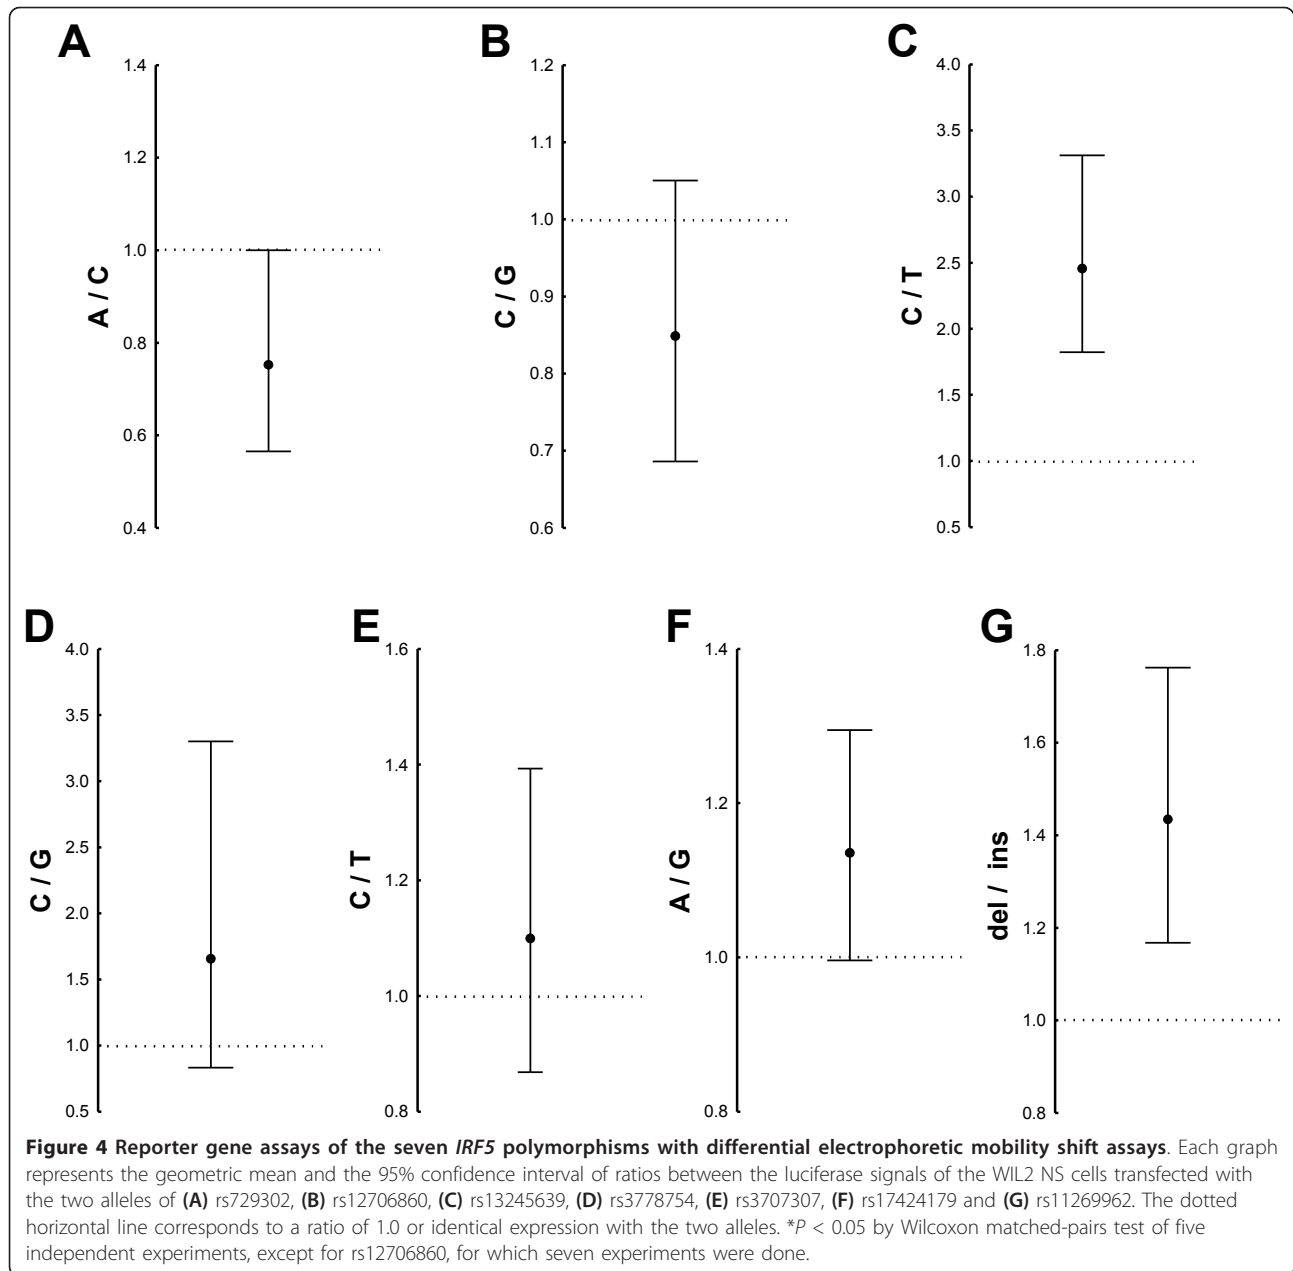 A
1.4
1.2
1.0
0.8
0.6
0.4
A / C
B
1.2
1.1
1.0
0.9
0.8
0.7
0.6
C / G
C
4.0
3.5
3.0
2.5
2.0
1.5
1.0
0.5
C / T
D
4.0
3.5
3.0
2.5
2.0
1.5
1.0
0.5
C / G
E
1.6
1.4
1.2
1.0
0.8
C / T
F
1.4
1.2
1.0
0.8
A / G
G
1.8
1.6
1.4
1.2
1.0
0.8
del / ins
Figure 4 Reporter gene assays of the seven IRF5 polymorphisms with differential electrophoretic mobility shift assays. Each graph
represents the geometric mean and the 95% confidence interval of ratios between the luciferase signals of the WIL2 NS cells transfected with
the two alleles of (A) rs729302, (B) rs12706860, (C) rs13245639, (D) rs3778754, (E) rs3707307, (F) rs17424179 and (G) rs11269962. The dotted
horizontal line corresponds to a ratio of 1.0 or identical expression with the two alleles. *P < 0.05 by Wilcoxon matched-pairs test of five
independent experiments, except for rs12706860, for which seven experiments were done.